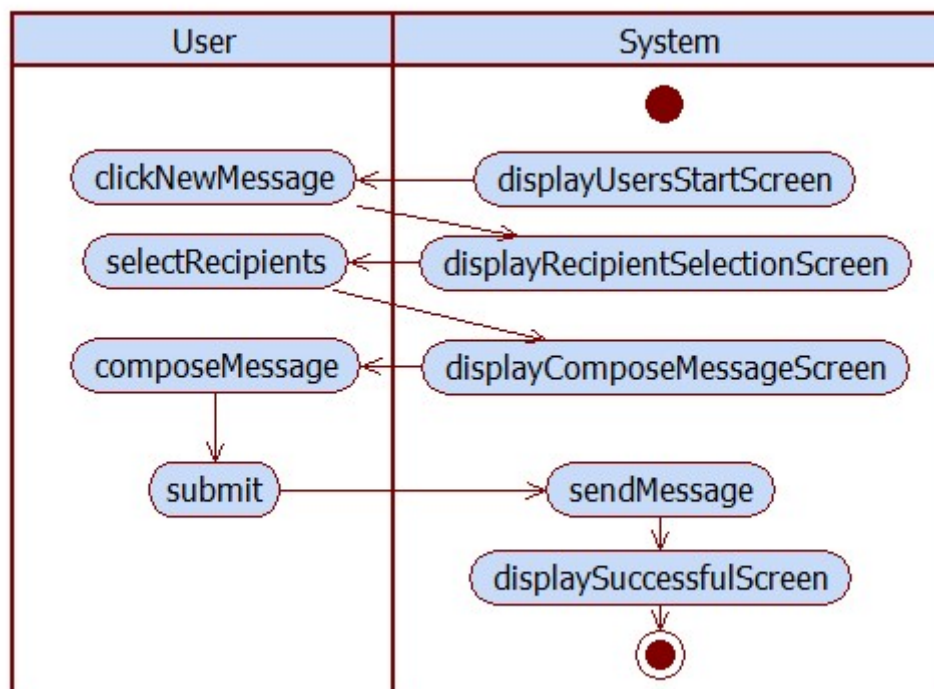 User
System
clickNewMessage
displayUsersStartScreen
selectRecipients
displayRecipientSelectionScreen
composeMessage
displayComposeMessageScreen
submit
sendMessage
displaySuccessfulScreen